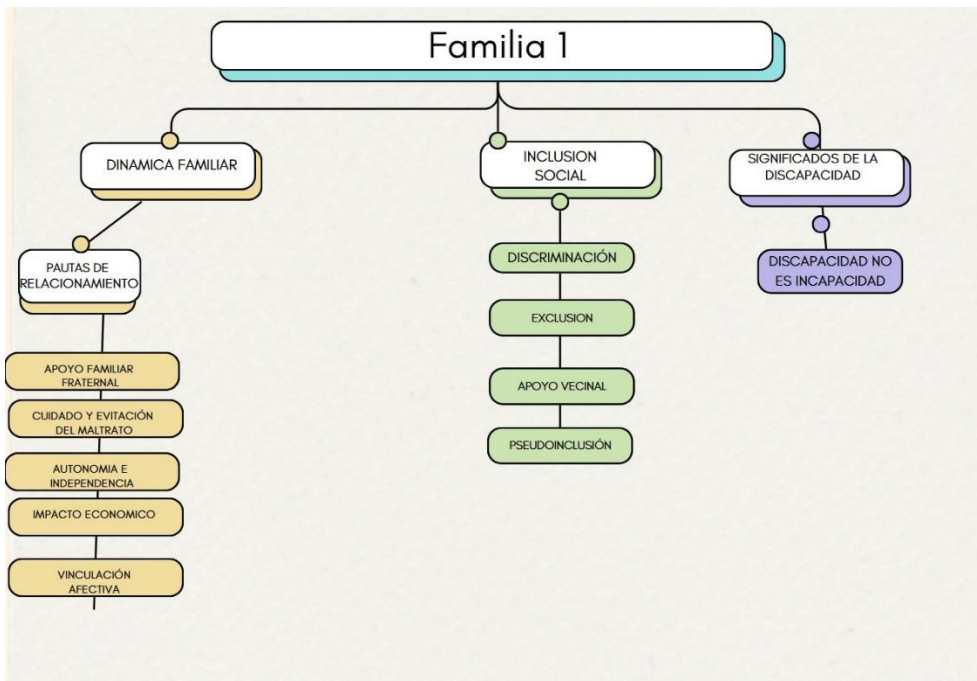 Familia 1
DINAMICA FAMILIAR
INCLUSION
SOCIAL
SIGNIFICADOS DE LA
DISCAPACIDAD
PAUTAS DE
RELACIONAMIENTO
APOYO FAMILIAR
FRATERNAL
CUIDADO Y EVITACIÓN
DEL MALTRATO
AUTONOMIA E
INDEPENDENCIA
IMPACTO ECONOMICO
VINCULACIÓN
AFECTIVA
DISCRIMINACIÓN
EXCLUSION
APOYO VECINAL
PSEUDOINCLUSIÓN
DISCAPACIDAD NO
ES INCAPACIDAD